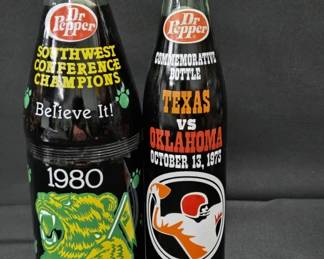 Dr Pepper
SOUTHWEST
CONFERENCE
CHAMPIONS
Believe It!
1980
Dr Pepper
COMMEMORATIVE
BOTTLE
TEXAS
VS
OKLAHOMA
OCTOBER 13, 1973